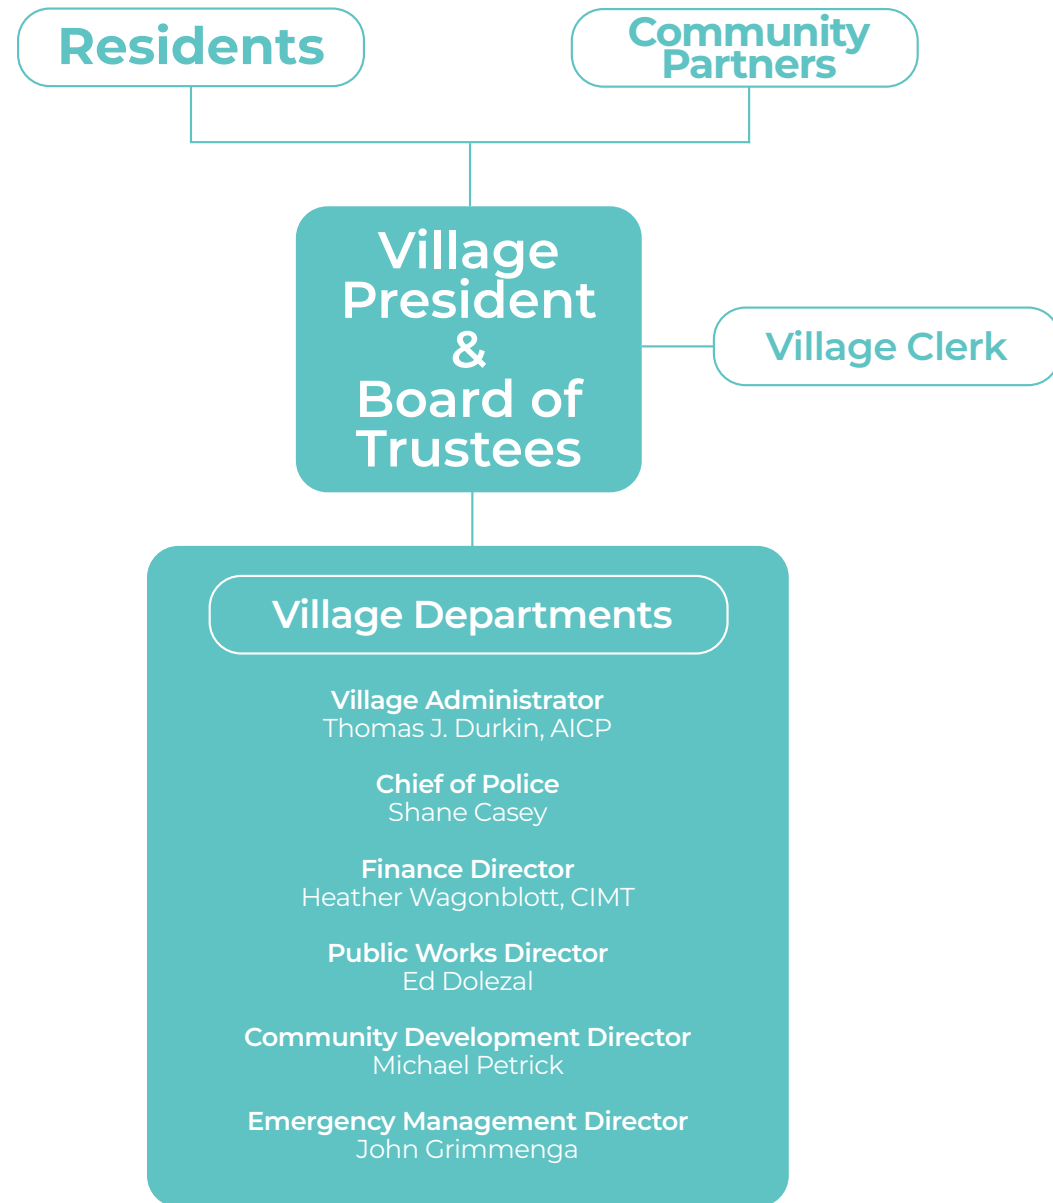 Residents
Community
Partners
Village
President
&
Board of
Trustees
Village Clerk
Village Departments
Village Administrator
Thomas J. Durkin, AICP
Chief of Police
Shane Casey
Finance Director
Heather Wagonblott, CIMT
Public Works Director
Ed Dolezal
Community Development Director
Michael Petrick
Emergency Management Director
John Grimmenga